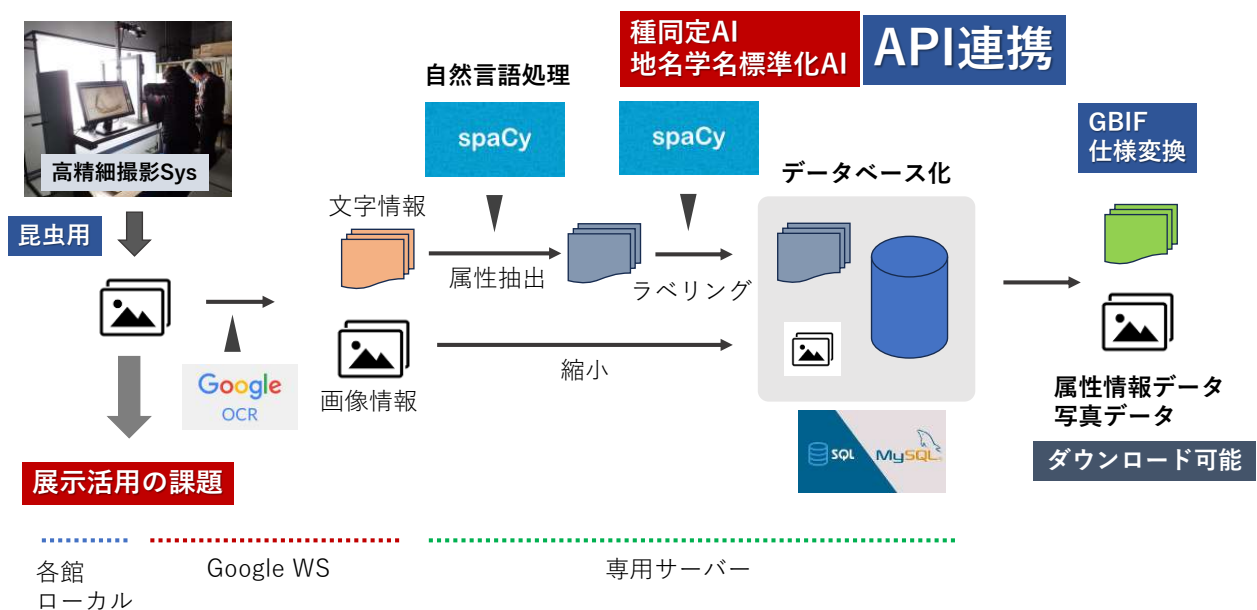 種同定AI
地名学名標準化AI
API連携
自然言語処理
spaCy
spaCy
GBIF
仕様変換
高精細撮影Sys
データベース化
文字情報
昆虫用
属性抽出
ラベリング
縮小
Google
OCR
画像情報
属性情報データ
写真データ
SQL
MySQL
ダウンロード可能
展示活用の課題
各館
ローカル
Google WS
専用サーバー